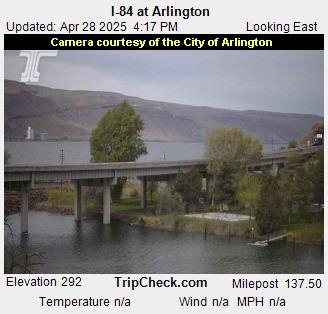 I-84 at Arlington
Updated: Apr 28 2025 4:17 PM Looking East
Camera courtesy of the City of Arlington
Elevation 292 TripCheck.com Milepost 137.50
Temperature n/a Wind n/a MPH n/a